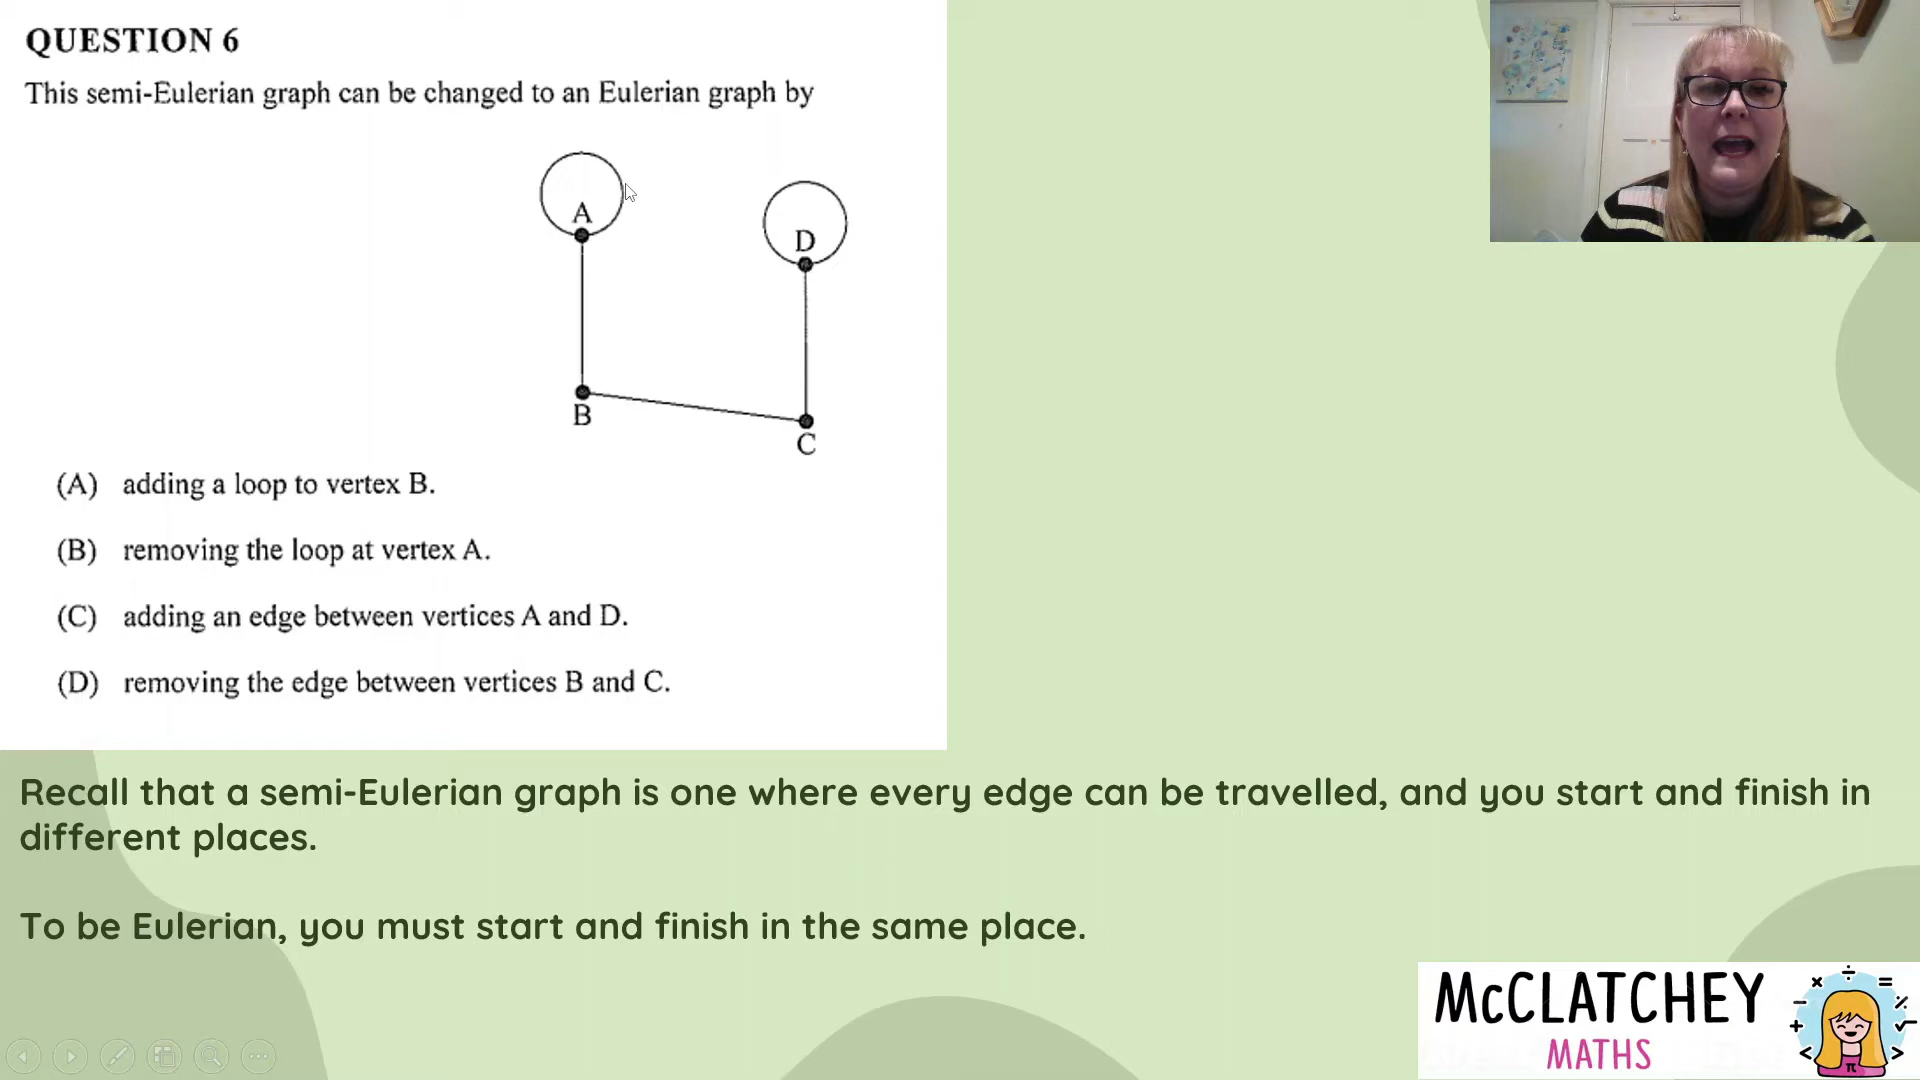 QUESTION 6
This semi-Eulerian graph can be changed to an Eulerian graph by
A
D
B
C
(A) adding a loop to vertex B.
(B) removing the loop at vertex A.
(C) adding an edge between vertices A and D.
(D) removing the edge between vertices B and C.
Recall that a semi-Eulerian graph is one where every edge can be travelled, and you start and finish in
different places.
To be Eulerian, you must start and finish in the same place.
McCLATCHEY
MATHS